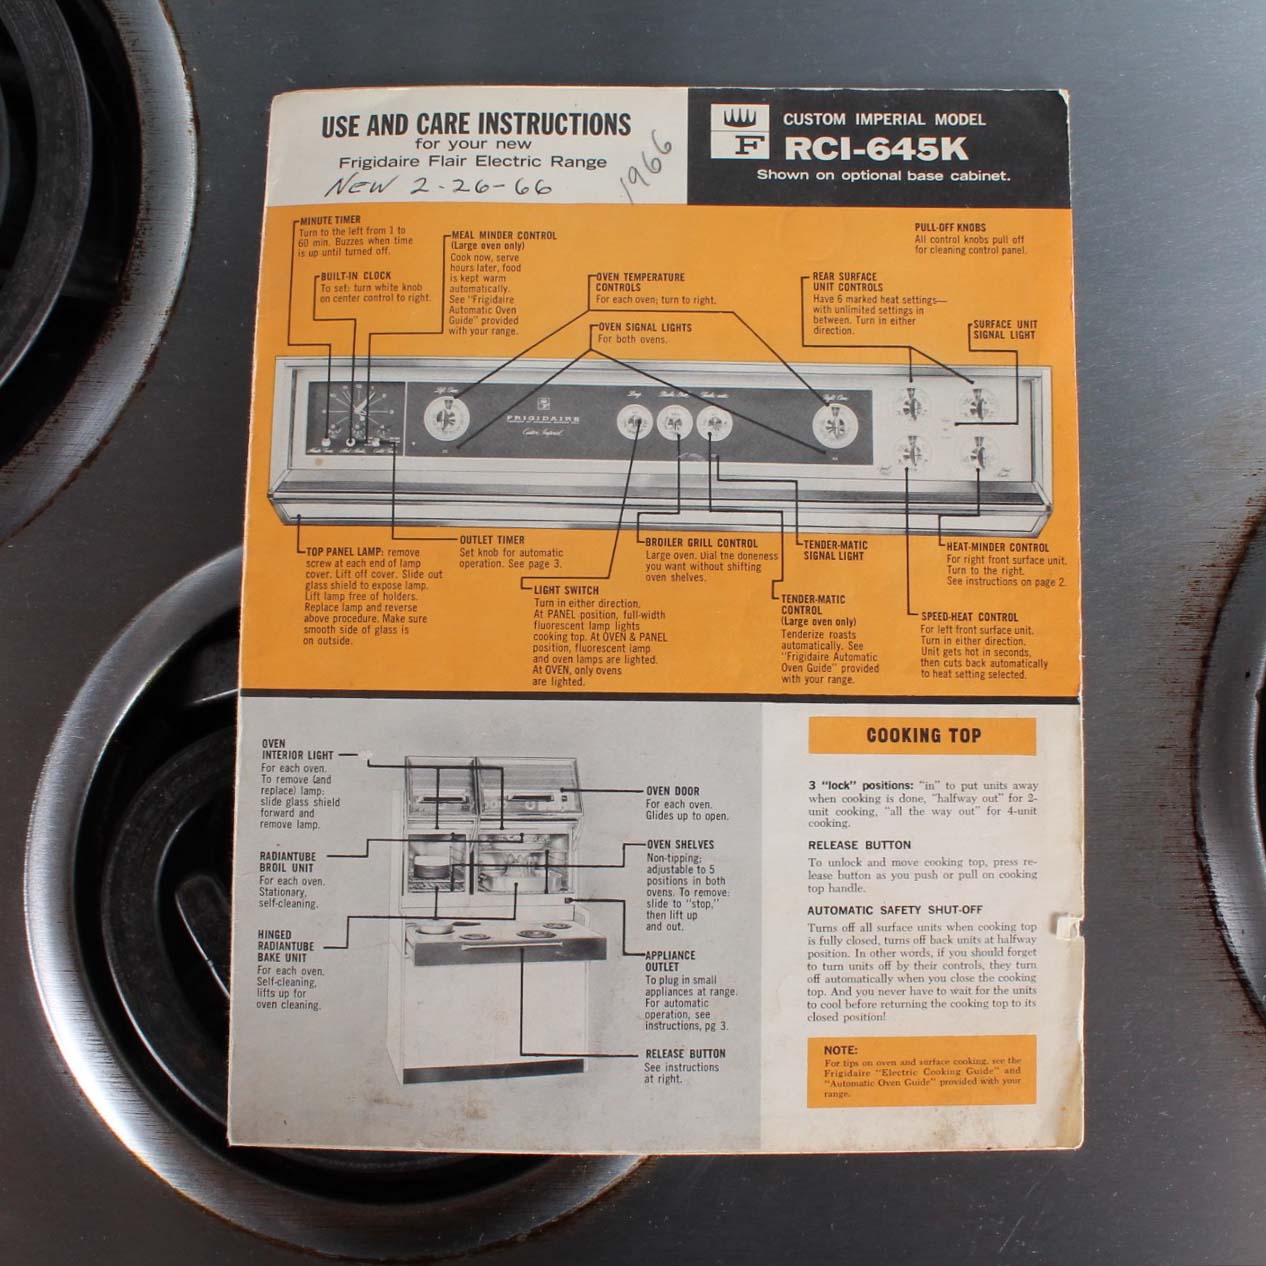 USE AND CARE INSTRUCTIONS
for your new
Frigidaire Flair Electric Range
NEW 2-26-66
1966
F
CUSTOM IMPERIAL MODEL
RCI-645K
Shown on optional base cabinet.
MINUTE TIMER
Turn to the left from 1 to
60 min. Buzzes when time
is up until turned off.
BUILT-IN CLOCK
To set: turn white knob
on center control to right.
MEAL MINDER CONTROL
(Large oven only)
Cook now, serve
hours later, food
is kept warm
automatically.
See "Frigidaire
Automatic Oven
Guide" provided
with your range.
OVEN TEMPERATURE
CONTROLS
For each oven; turn to right.
OVEN SIGNAL LIGHTS
For both ovens.
REAR SURFACE
UNIT CONTROLS
Have 6 marked heat settings—
with unlimited settings in
between. Turn in either
direction.
PULL-OFF KNOBS
All control knobs pull off
for cleaning control panel.
SURFACE UNIT
SIGNAL LIGHT
Left Oven
FRIGIDAIRE
Custom Imperial
Right Oven
TOP PANEL LAMP: remove
screw at each end of lamp
cover. Lift off cover. Slide out
glass shield to expose lamp.
Lift lamp free of holders.
Replace lamp and reverse
above procedure. Make sure
smooth side of glass is
on outside.
OUTLET TIMER
Set knob for automatic
operation. See page 3.
LIGHT SWITCH
Turn in either direction.
At PANEL position, full-width
fluorescent lamp lights
cooking top. At OVEN & PANEL
position, fluorescent lamp
and oven lamps are lighted.
At OVEN, only ovens
are lighted.
BROILER GRILL CONTROL
Large oven. Dial the doneness
you want without shifting
oven shelves.
TENDER-MATIC
SIGNAL LIGHT
TENDER-MATIC
CONTROL
(Large oven only)
Tenderize roasts
automatically. See
"Frigidaire Automatic
Oven Guide" provided
with your range.
HEAT-MINDER CONTROL
For right front surface unit.
Turn to the right.
See instructions on page 2.
SPEED-HEAT CONTROL
For left front surface unit.
Turn in either direction.
Unit gets hot in seconds,
then cuts back automatically
to heat setting selected.
OVEN
INTERIOR LIGHT
For each oven.
To remove (and
replace) lamp:
slide glass shield
forward and
remove lamp.
RADIANTUBE
BROIL UNIT
For each oven.
Stationary,
self-cleaning.
HINGED
RADIANTUBE
BAKE UNIT
For each oven.
Self-cleaning,
lifts up for
oven cleaning.
OVEN DOOR
For each oven.
Glides up to open.
OVEN SHELVES
Non-tipping;
adjustable to 5
positions in both
ovens. To remove:
slide to "stop,"
then lift up
and out.
APPLIANCE
OUTLET
To plug in small
appliances at range.
For automatic
operation, see
instructions, pg 3.
RELEASE BUTTON
See instructions
at right.
COOKING TOP
3 "lock" positions: "in" to put units away
when cooking is done, "halfway out" for 2-
unit cooking, "all the way out" for 4-unit
cooking.
RELEASE BUTTON
To unlock and move cooking top, press re-
lease button as you push or pull on cooking
top handle.
AUTOMATIC SAFETY SHUT-OFF
Turns off all surface units when cooking top
is fully closed, turns off back units at halfway
position. In other words, if you should forget
to turn units off by their controls, they turn
off automatically when you close the cooking
top. And you never have to wait for the units
to cool before returning the cooking top to its
closed position!
NOTE:
For tips on oven and surface cooking, see the
Frigidaire "Electric Cooking Guide" and
"Automatic Oven Guide" provided with your
range.